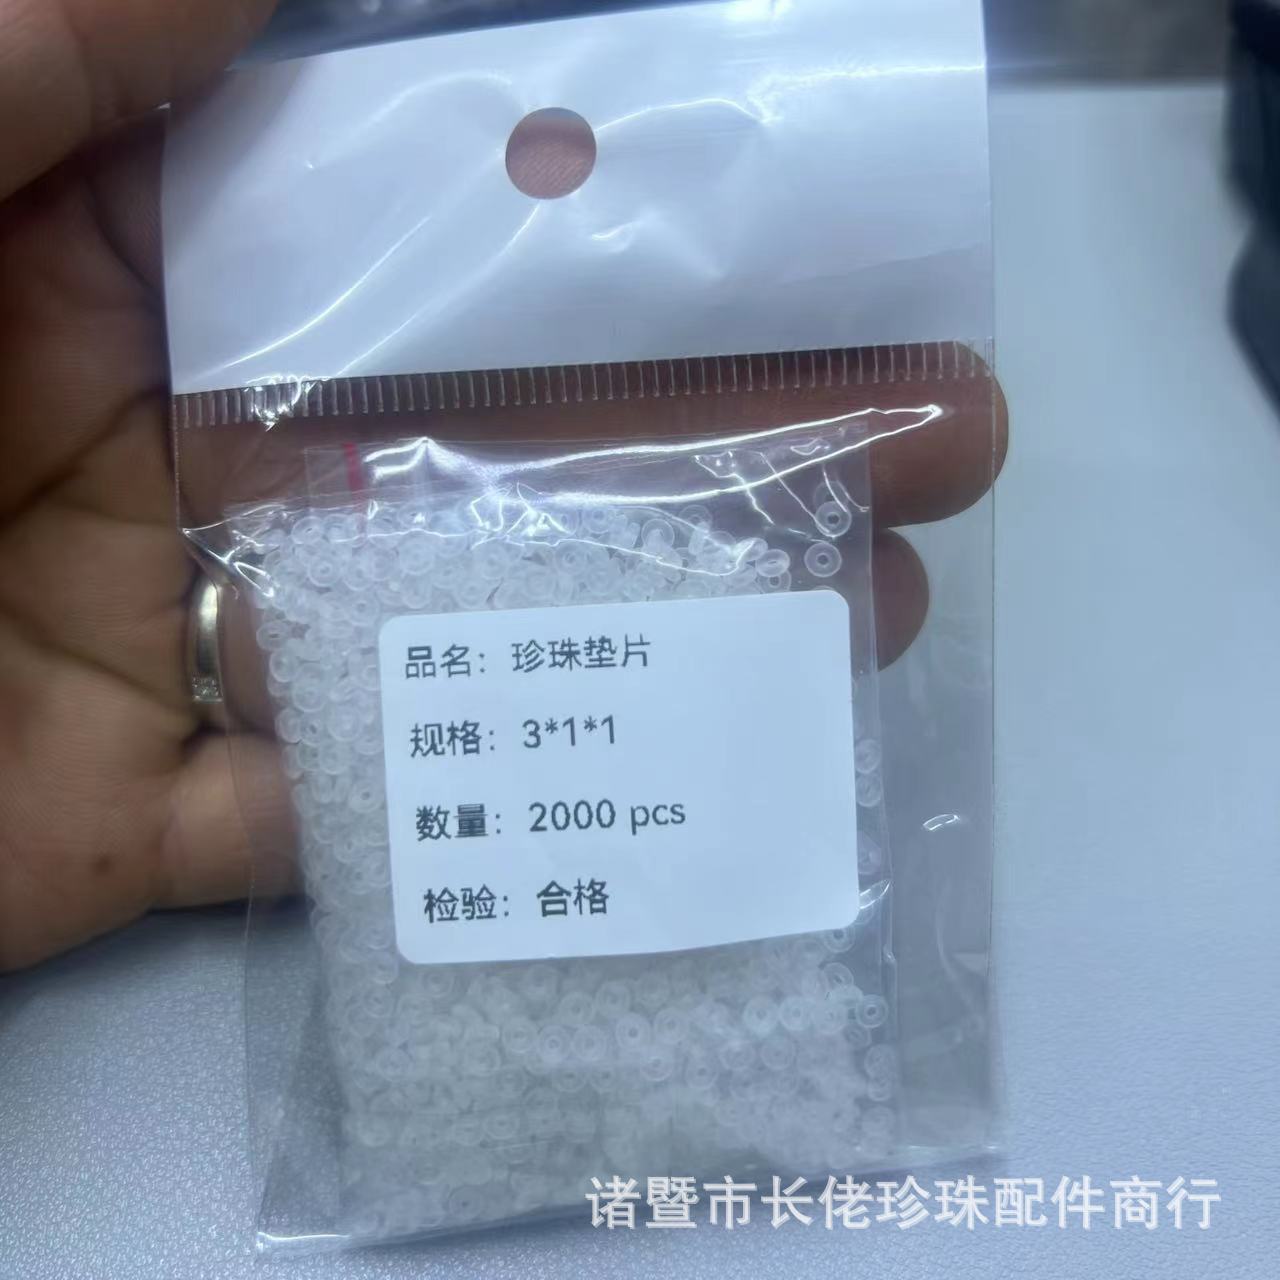 品名：珍珠垫片
规格：3*1*1
数量：2000 pcs
检验：合格
诸暨市长佬珍珠配件商行